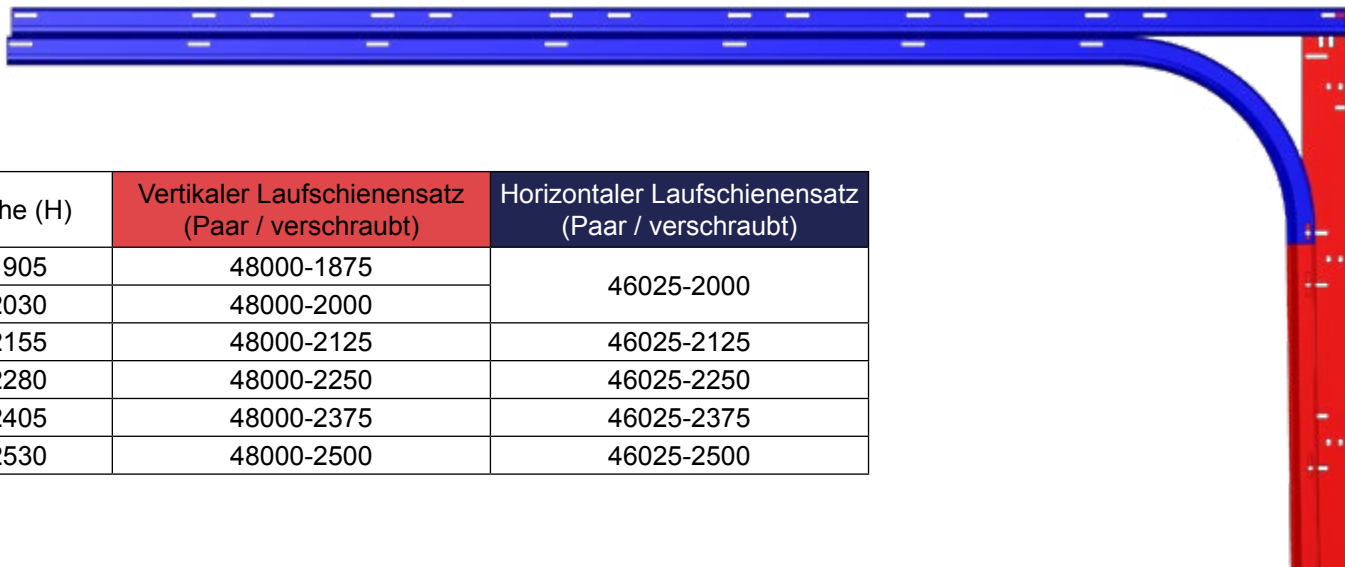 he (H)
Vertikaler Laufschienensatz
(Paar / verschraubt)
Horizontaler Laufschienensatz
(Paar / verschraubt)
905 48000-1875 46025-2000
2030 48000-2000
2155 48000-2125 46025-2125
2280 48000-2250 46025-2250
2405 48000-2375 46025-2375
2530 48000-2500 46025-2500